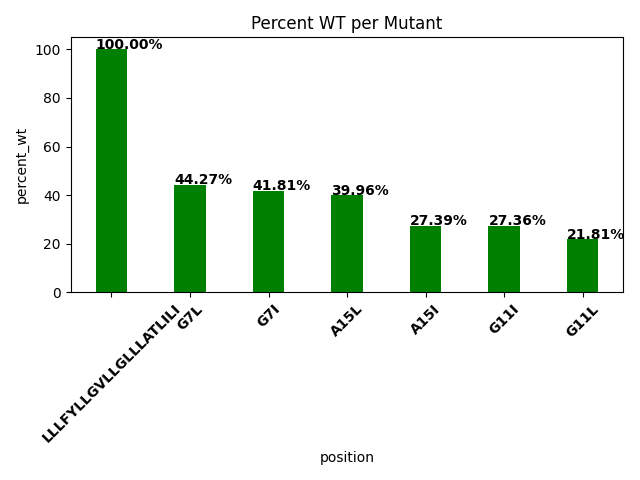 Percent WT per Mutant
percent_wt
100
80
60
40
20
0
100.00%
44.27%
41.81%
39.96%
27.39%
27.36%
21.81%
LLLFYLLGVLLGLLLATLILI
G7L
G7I
A15L
A15I
G11I
G11L
position